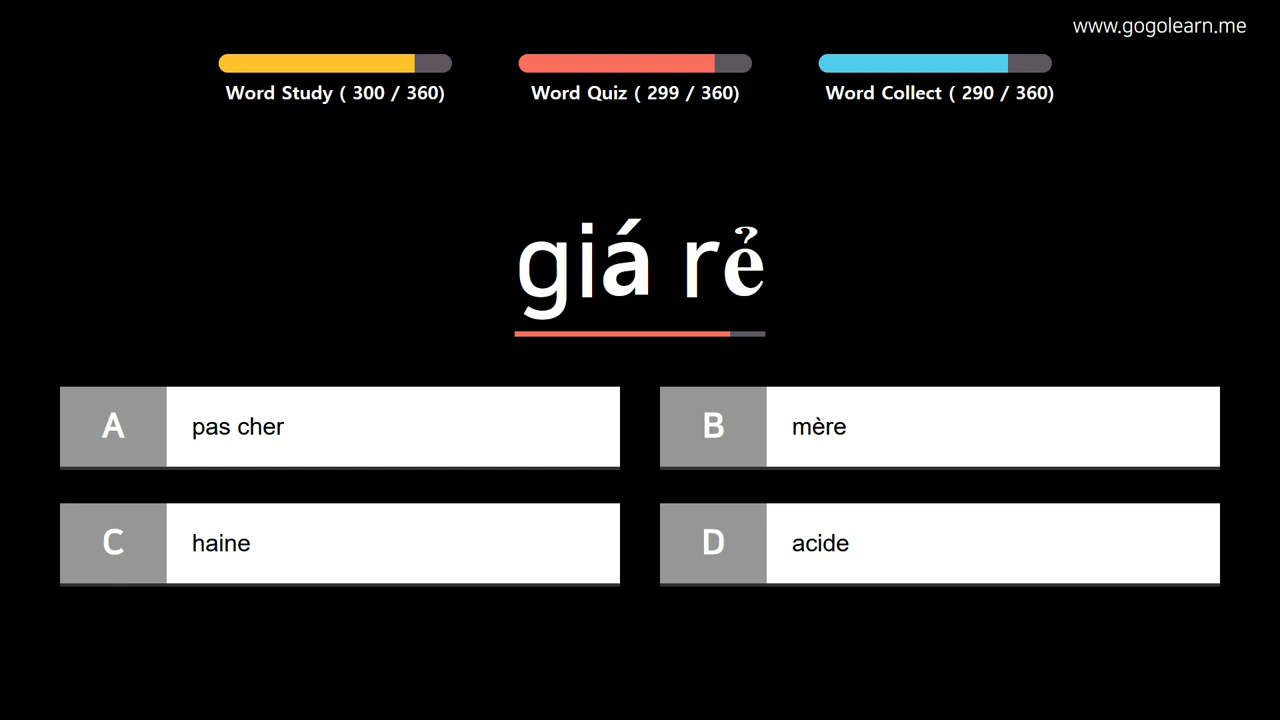 www.gogolearn.me
Word Study ( 300 / 360)
Word Quiz ( 299 / 360)
Word Collect ( 290 / 360)
giá rẻ
A pas cher
B mère
C haine
D acide